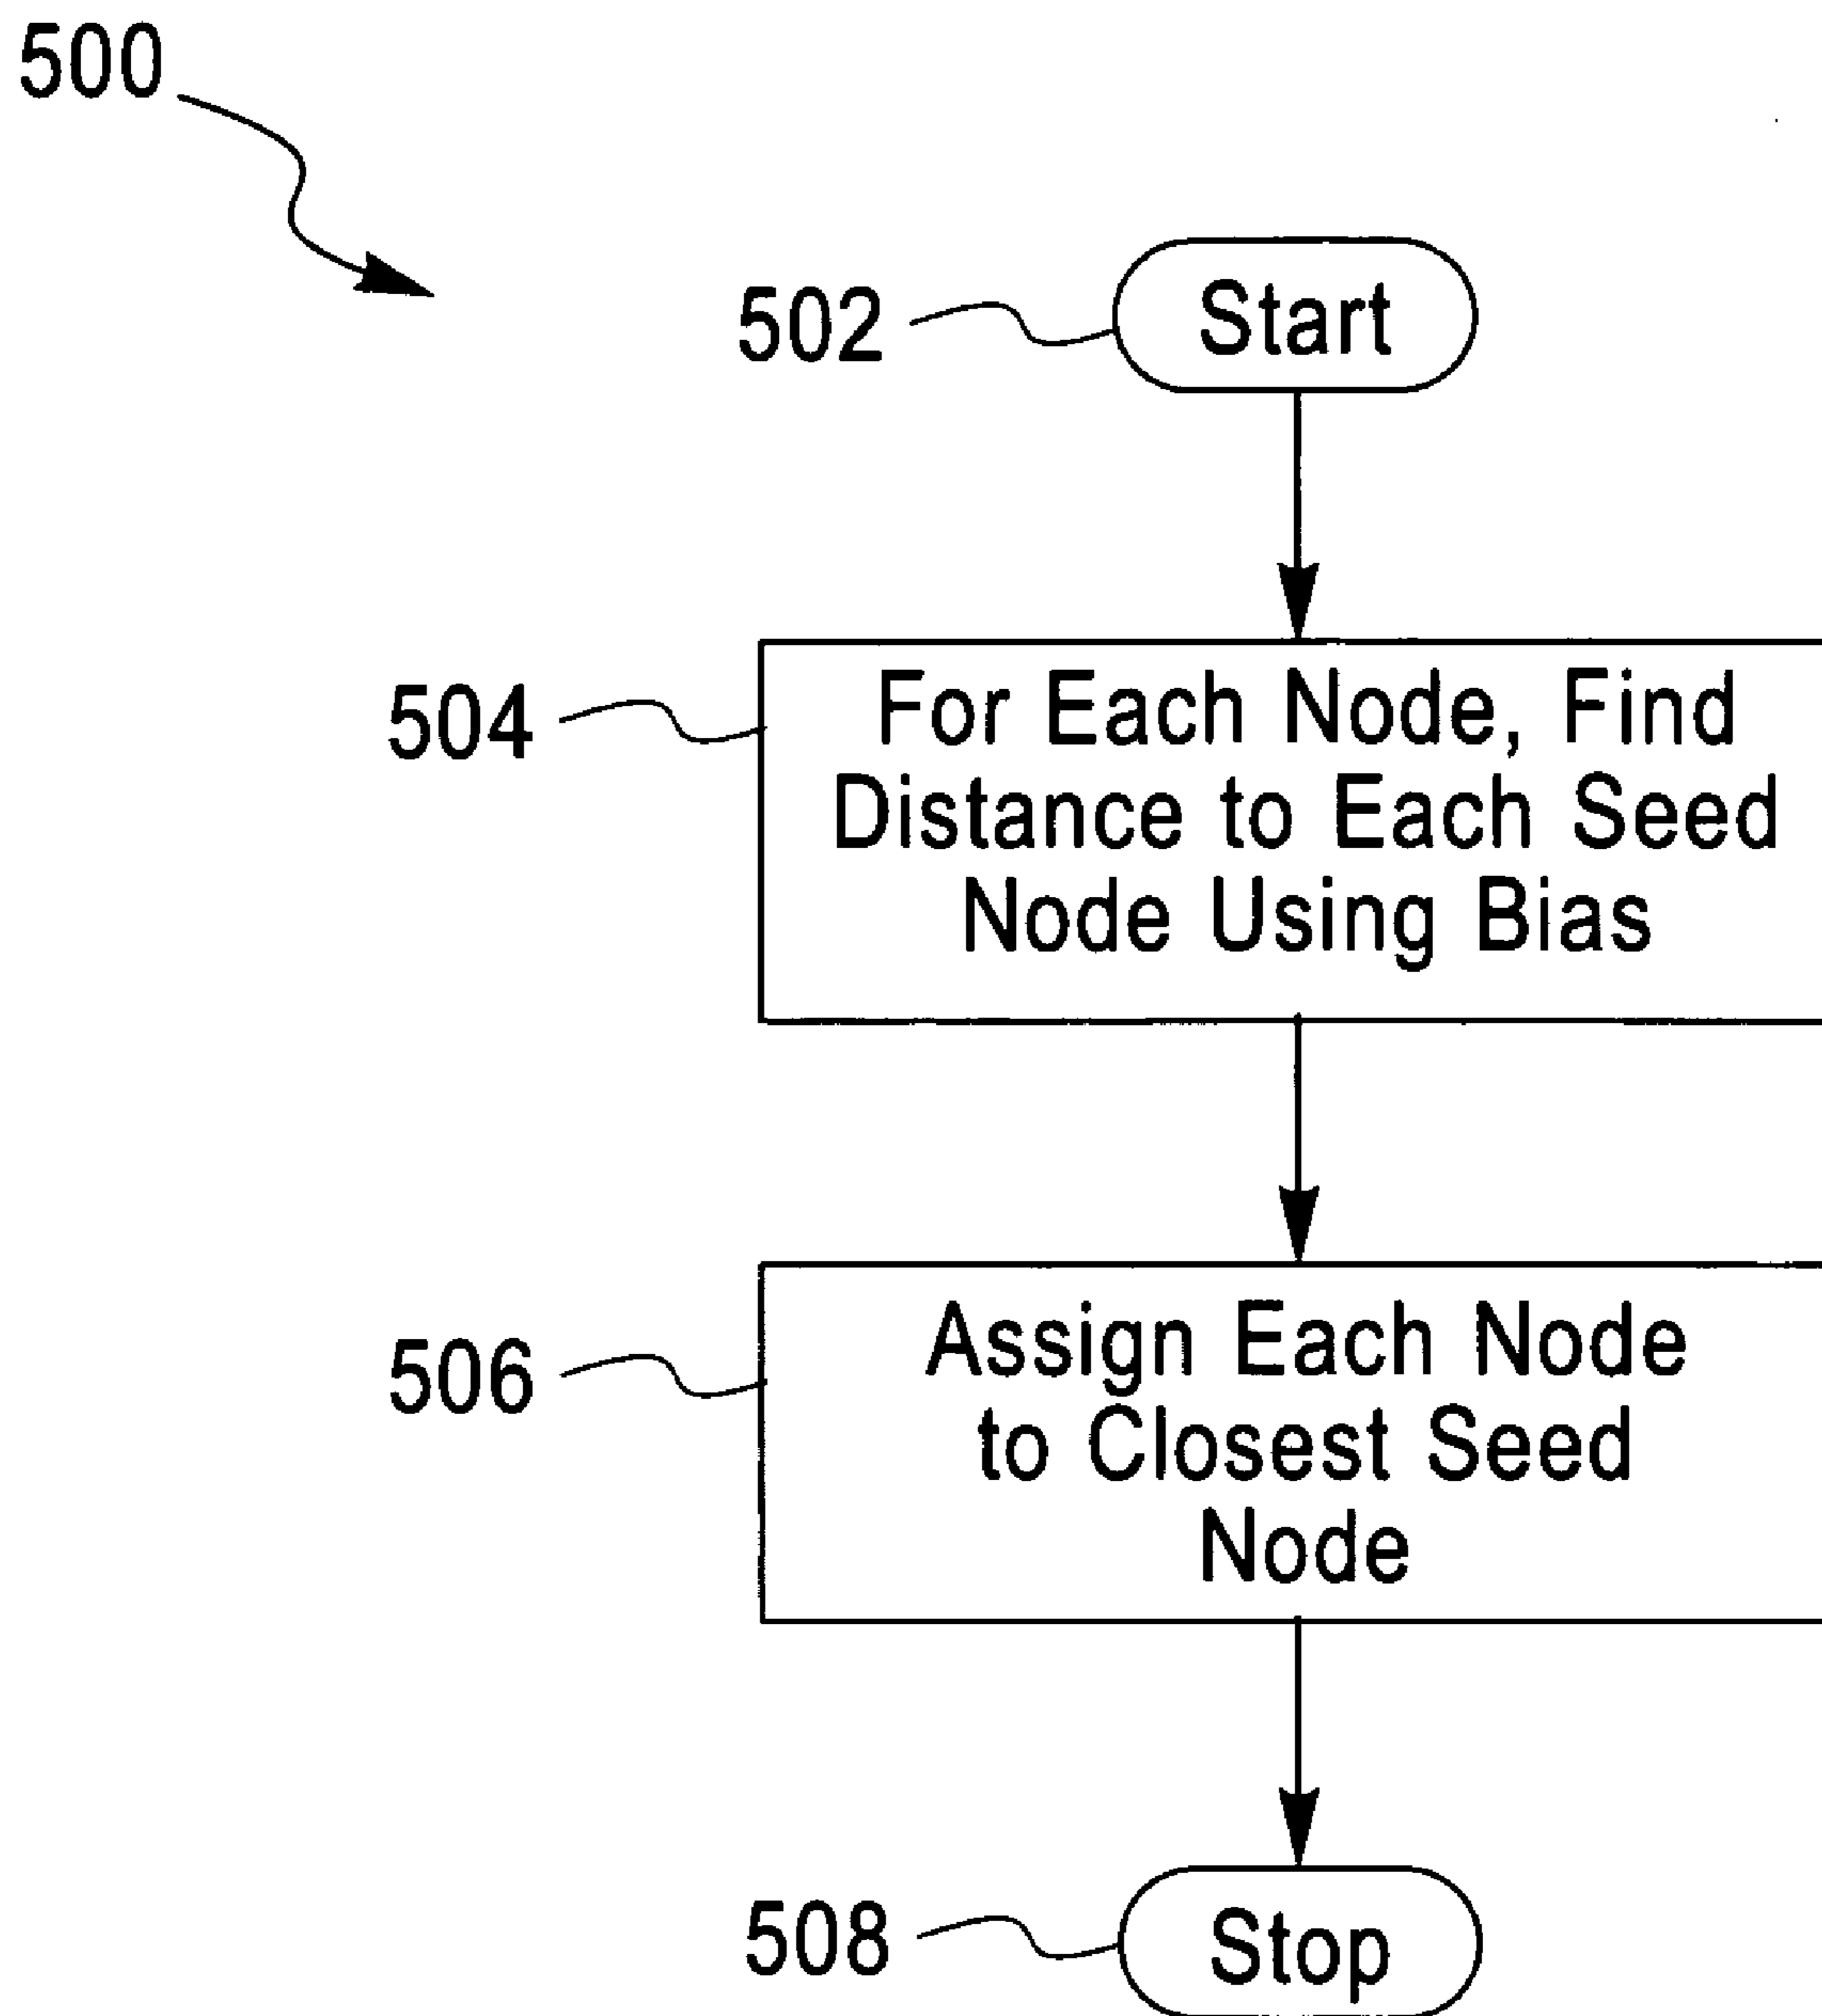 500
502
Start
504
For Each Node, Find
Distance to Each Seed
Node Using Bias
506
Assign Each Node
to Closest Seed
Node
508
Stop